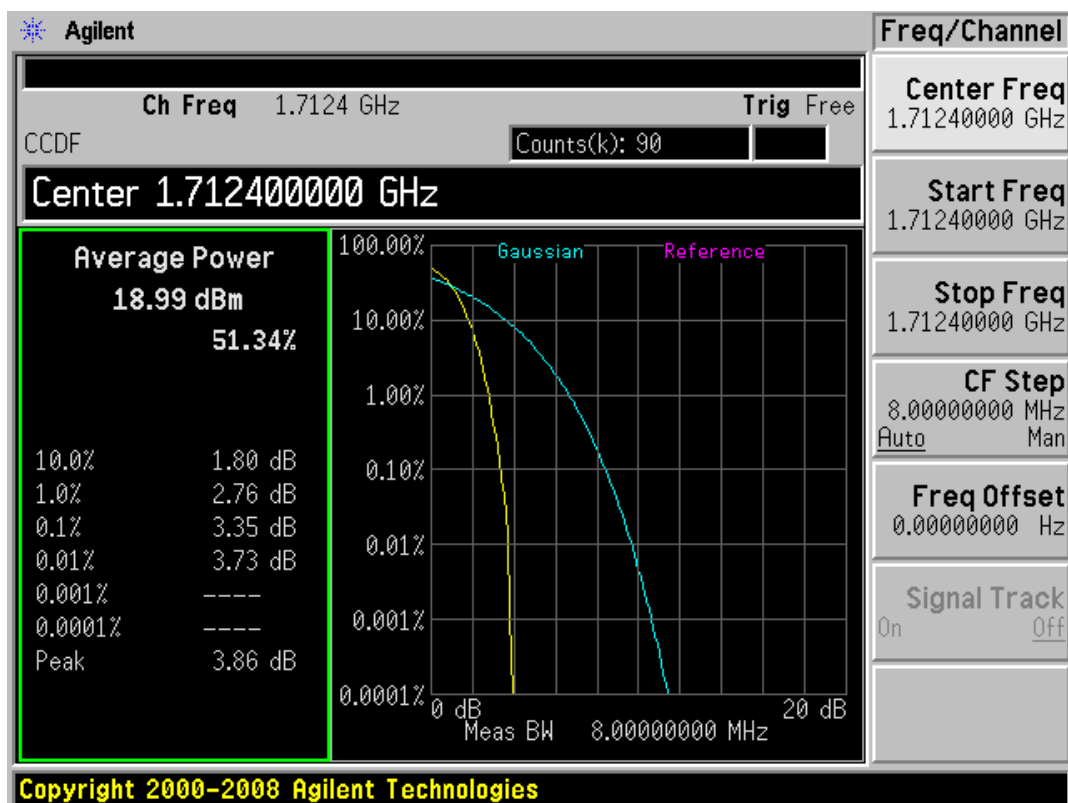 Agilent
Freq/Channel
Ch Freq 1.7124 GHz Trig Free
CCDF Counts(k): 90
Center 1.712400000 GHz
Average Power
18.99 dBm
51.34%
10.0% 1.80 dB
1.0% 2.76 dB
0.1% 3.35 dB
0.01% 3.73 dB
0.001% ----
0.0001% ----
Peak 3.86 dB
Gaussian Reference
100.00%
10.00%
1.00%
0.10%
0.01%
0.001%
0.0001%
0 dB 20 dB
Meas BW 8.00000000 MHz
Center Freq
1.71240000 GHz
Start Freq
1.71240000 GHz
Stop Freq
1.71240000 GHz
CF Step
8.00000000 MHz
Auto Man
Freq Offset
0.00000000 Hz
Signal Track
On Off
Copyright 2000-2008 Agilent Technologies